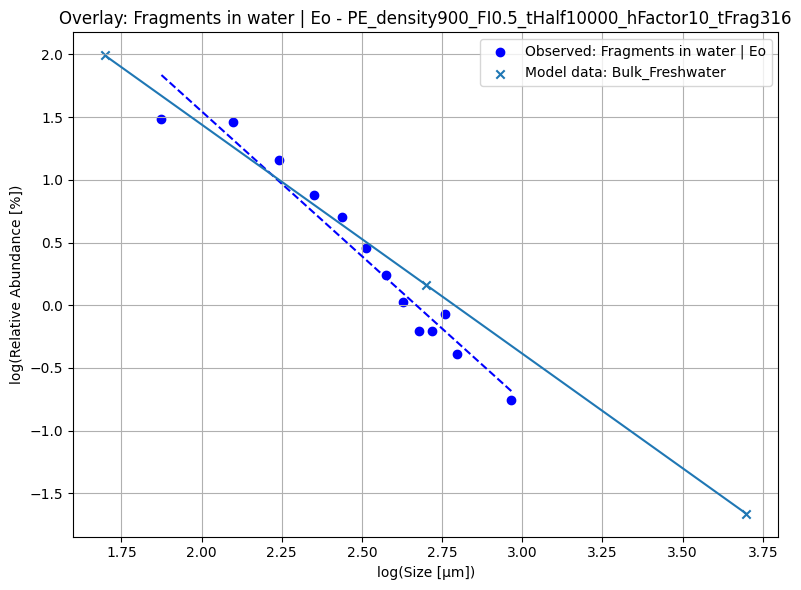 Overlay: Fragments in water | Eo - PE_density900_FI0.5_tHalf10000_hFactor10_tFrag316
Observed: Fragments in water | Eo
Model data: Bulk_Freshwater
log(Relative Abundance [%])
2.0
1.5
1.0
0.5
0.0
−0.5
−1.0
−1.5
1.75 2.00 2.25 2.50 2.75 3.00 3.25 3.50 3.75
log(Size [µm])